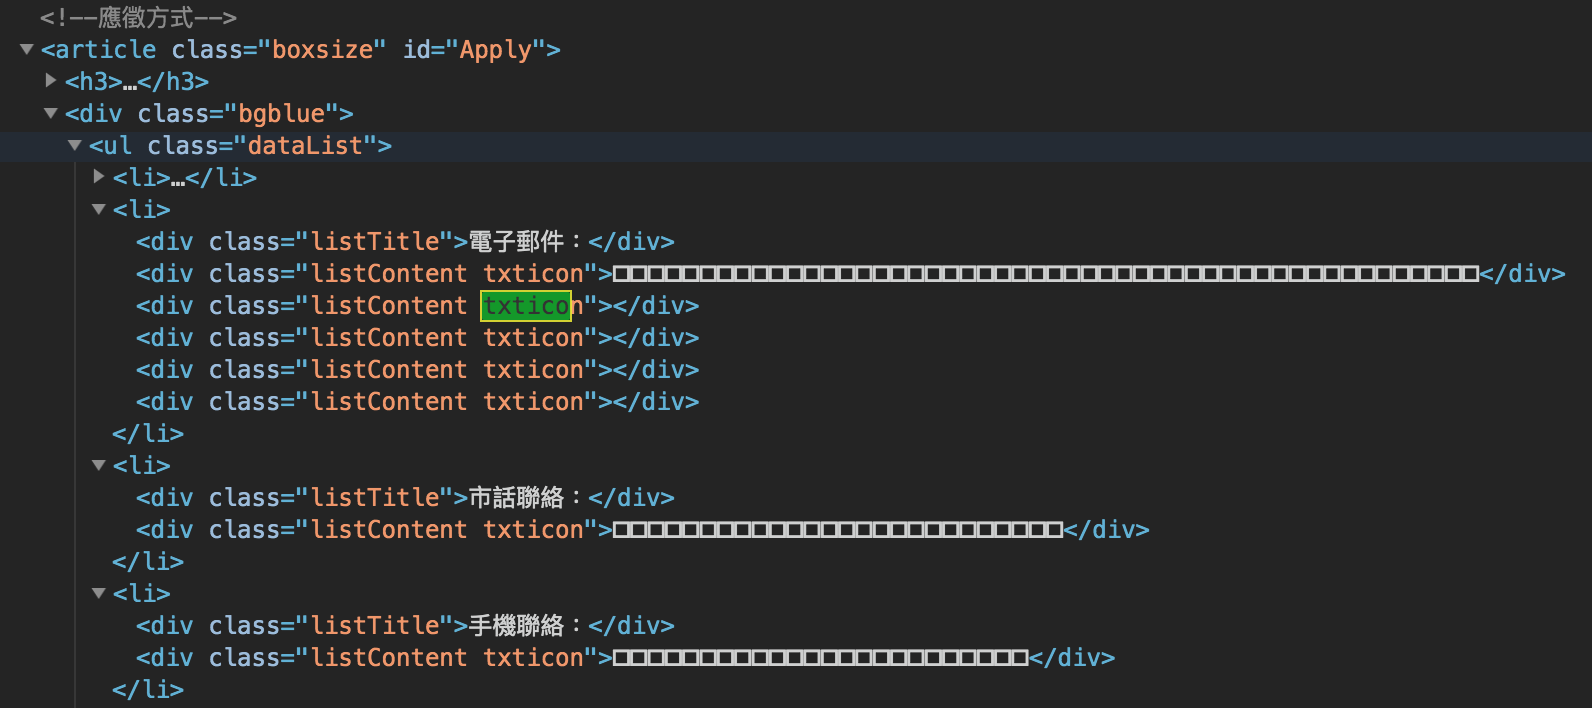 <!--應徵方式-->
<article class="boxsize" id="Apply">
<h3>…</h3>
<div class="bgblue">
<ul class="dataList">
<li>…</li>
<li>
<div class="listTitle">電子郵件：</div>
<div class="listContent txticon"></div>
<div class="listContent txticon"></div>
<div class="listContent txticon"></div>
<div class="listContent txticon"></div>
<div class="listContent txticon"></div>
</li>
<li>
<div class="listTitle">市話聯絡：</div>
<div class="listContent txticon"></div>
</li>
<li>
<div class="listTitle">手機聯絡：</div>
<div class="listContent txticon"></div>
</li>